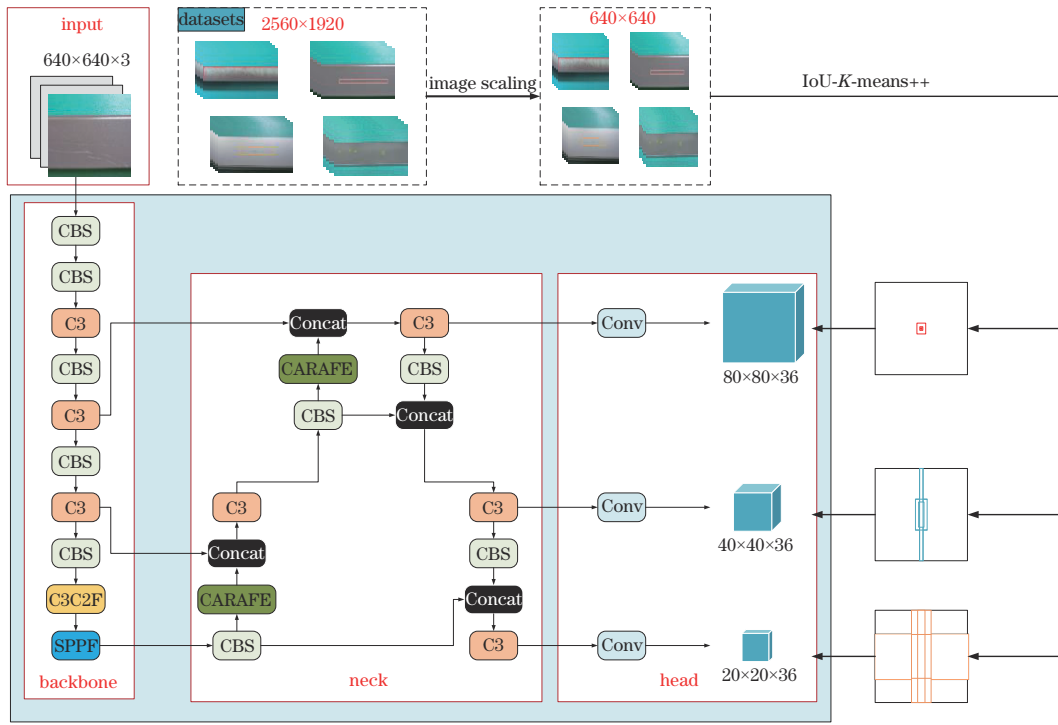 input
640×640×3
datasets
2560×1920
image scaling
640×640
IoU-K-means++
CBS
CBS
C3
CBS
C3
CBS
C3
CBS
C3C2F
SPPF
backbone
Concat
C3
CARAFE
CBS
CBS
Concat
C3
C3
Concat
CBS
CARAFE
Concat
CBS
C3
neck
Conv
80×80×36
Conv
40×40×36
Conv
20×20×36
head